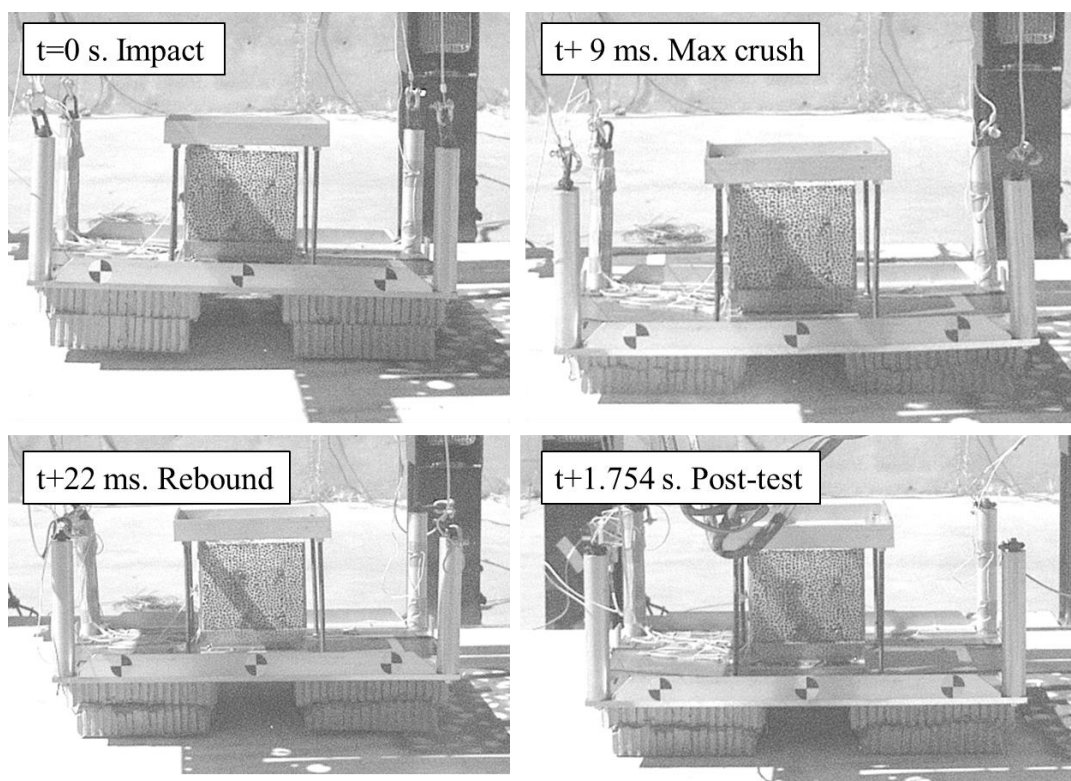 t=0 s. Impact
t+ 9 ms. Max crush
t+22 ms. Rebound
t+1.754 s. Post-test